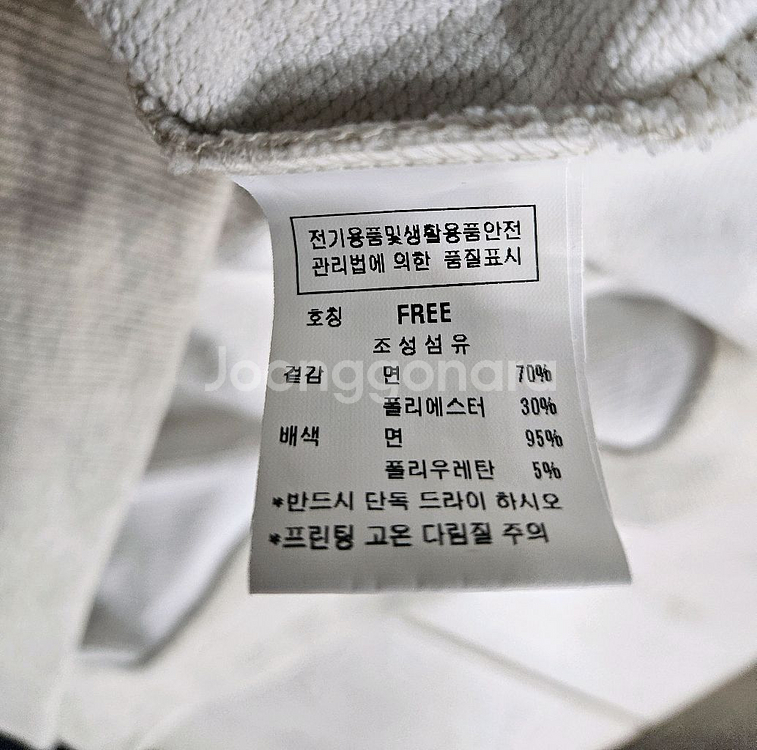 전기용품및생활용품안전
관리법에 의한 품질표시
호칭 FREE
조성섬유
겉감 면 70%
폴리에스터 30%
배색 면 95%
폴리우레탄 5%
*반드시 단독 드라이 하시오
*프린팅 고온 다림질 주의
Joonggonara